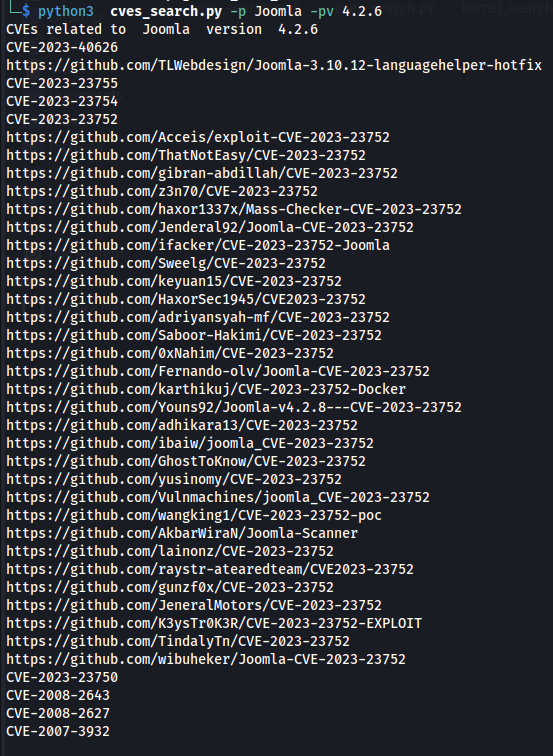 $ python3 cves_search.py -p Joomla -pv 4.2.6
CVEs related to Joomla version 4.2.6
CVE-2023-40626
https://github.com/TLWebdesign/Joomla-3.10.12-languagehelper-hotfix
CVE-2023-23755
CVE-2023-23754
CVE-2023-23752
https://github.com/Acceis/exploit-CVE-2023-23752
https://github.com/ThatNotEasy/CVE-2023-23752
https://github.com/gibran-abdillah/CVE-2023-23752
https://github.com/z3n70/CVE-2023-23752
https://github.com/haxor1337x/Mass-Checker-CVE-2023-23752
https://github.com/Jenderal92/Joomla-CVE-2023-23752
https://github.com/ifacker/CVE-2023-23752-Joomla
https://github.com/Sweelg/CVE-2023-23752
https://github.com/keyuan15/CVE-2023-23752
https://github.com/HaxorSec1945/CVE2023-23752
https://github.com/adriyansyah-mf/CVE-2023-23752
https://github.com/Saboor-Hakimi/CVE-2023-23752
https://github.com/0xNahim/CVE-2023-23752
https://github.com/Fernando-olv/Joomla-CVE-2023-23752
https://github.com/karthikuj/CVE-2023-23752-Docker
https://github.com/Youns92/Joomla-v4.2.8---CVE-2023-23752
https://github.com/adhikara13/CVE-2023-23752
https://github.com/ibaiw/joomla_CVE-2023-23752
https://github.com/GhostToKnow/CVE-2023-23752
https://github.com/yusinomy/CVE-2023-23752
https://github.com/Vulnmachines/joomla_CVE-2023-23752
https://github.com/wangking1/CVE-2023-23752-poc
https://github.com/AkbarWiraN/Joomla-Scanner
https://github.com/lainonz/CVE-2023-23752
https://github.com/raystr-atearedteam/CVE2023-23752
https://github.com/gunzf0x/CVE-2023-23752
https://github.com/JeneralMotors/CVE-2023-23752
https://github.com/K3ysTr0K3R/CVE-2023-23752-EXPLOIT
https://github.com/TindalyTn/CVE-2023-23752
https://github.com/wibuheker/Joomla-CVE-2023-23752
CVE-2023-23750
CVE-2008-2643
CVE-2008-2627
CVE-2007-3932